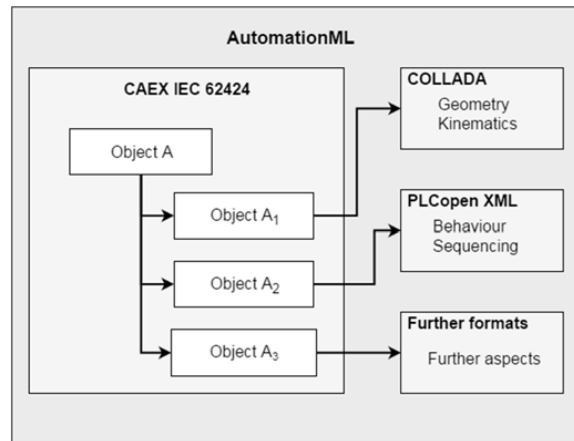 AutomationML
CAEX IEC 62424
Object A
Object A₁
Object A₂
Object A₃
COLLADA
Geometry
Kinematics
PLCopen XML
Behaviour
Sequencing
Further formats
Further aspects